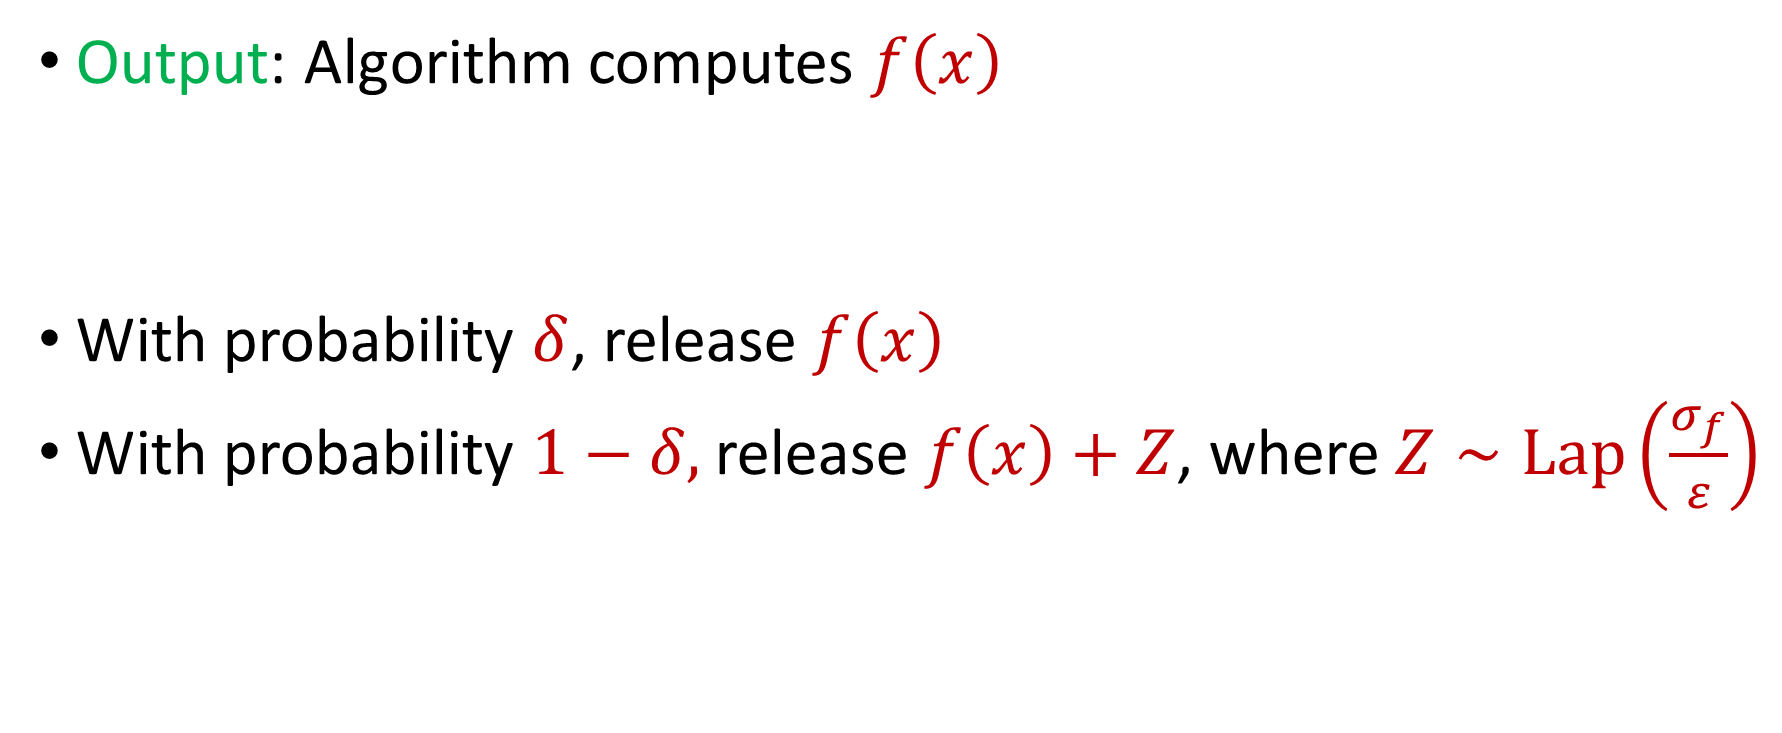 • Output: Algorithm computes f(x)
• With probability δ, release f(x)
• With probability 1 − δ, release f(x) + Z, where Z ~ Lap(σ_f/ε)